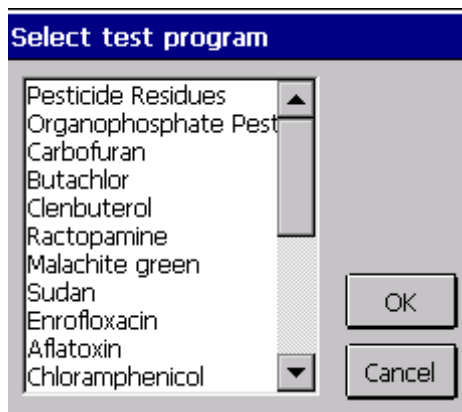 Select test program
Pesticide Residues
Organophosphate Pest
Carbofuran
Butachlor
Clenbuterol
Ractopamine
Malachite green
Sudan
Enrofloxacin
Aflatoxin
Chloramphenicol
OK
Cancel